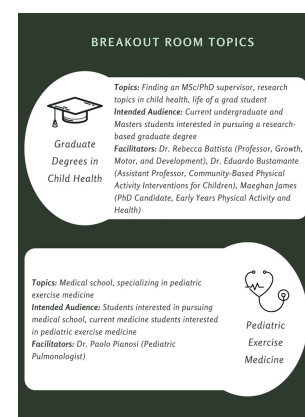 BREAKOUT ROOM TOPICS
Graduate
Degrees in
Child Health
Topics: Finding an MSc/PhD supervisor, research
topics in child health, life of a grad student
Intended Audience: Current undergraduate and
Masters students interested in pursuing a research-
based graduate degree
Facilitators: Dr. Rebecca Battista (Professor, Growth,
Motor, and Development), Dr. Eduardo Bustamante
(Assistant Professor, Community-Based Physical
Activity Interventions for Children), Maeghan James
(PhD Candidate, Early Years Physical Activity and
Health)
Topics: Medical school, specializing in pediatric
exercise medicine
Intended Audience: Students interested in pursuing
medical school, current medicine students interested
in pediatric exercise medicine
Facilitators: Dr. Paolo Pianosi (Pediatric
Pulmonologist)
Pediatric
Exercise
Medicine